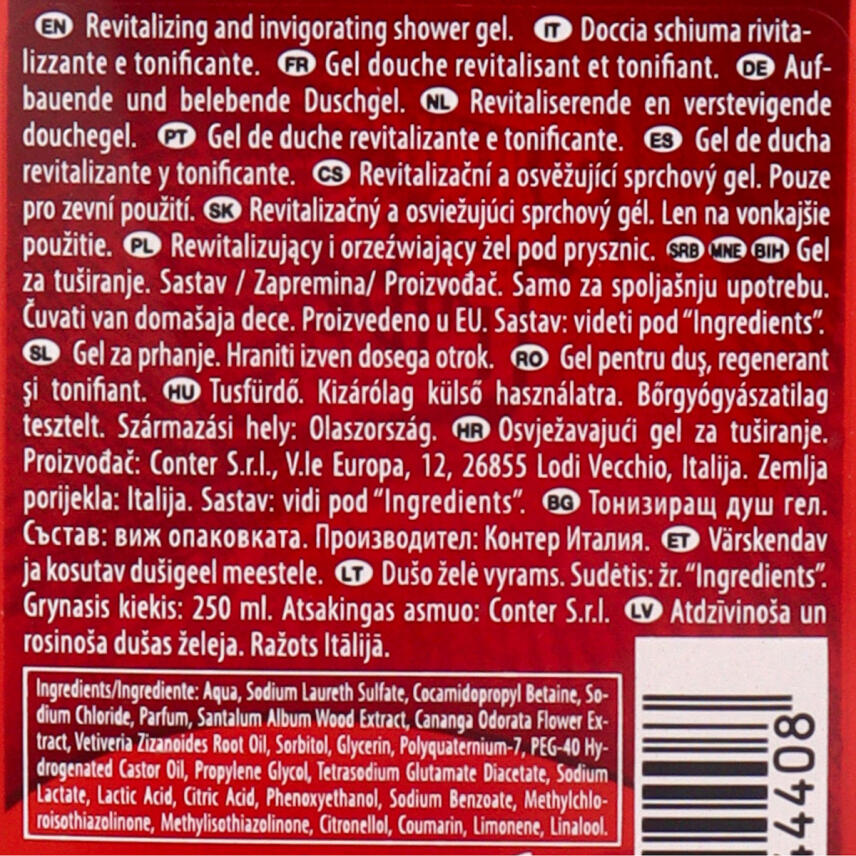 EN Revitalizing and invigorating shower gel. IT Doccia schiuma rivita-
lizzante e tonificante. FR Gel douche revitalisant et tonifiant. DE Auf-
bauende und belebende Duschgel. NL Revitaliserende en verstevigende
douchegel. PT Gel de duche revitalizante e tonificante. ES Gel de ducha
revitalizante y tonificante. CS Revitalizační a osvěžující sprchový gel. Pouze
pro zevní použití. SK Revitalizačný a osviežujúci sprchový gél. Len na vonkajšie
použitie. PL Rewitalizujący i orzeźwiający żel pod prysznic. SRB MNE BIH Gel
za tuširanje. Sastav / Zapremina/ Proizvođač. Samo za spoljašnju upotrebu.
Čuvati van domašaja dece. Proizvedeno u EU. Sastav: videti pod "Ingredients".
SL Gel za prhanje. Hraniti izven dosega otrok. RO Gel pentru duş, regenerant
şi tonifiant. HU Tusfürdő. Kizárólag külső használatra. Bőrgyógyászatilag
tesztelt. Származási hely: Olaszország. HR Osvježavajući gel za tuširanje.
Proizvođač: Conter S.r.l., V.le Europa, 12, 26855 Lodi Vecchio, Italija. Zemlja
porijekla: Italija. Sastav: vidi pod "Ingredients". BG Тонизиращ душ гел.
Състав: виж опаковката. Производител: Контер Италия. ET Värskendav
ja kosutav dušigeel meestele. LT Dušo želė vyrams. Sudėtis: žr. "Ingredients".
Grynasis kiekis: 250 ml. Atsakingas asmuo: Conter S.r.l. LV Atdzīvinoša un
rosinoša dušas želeja. Ražots Itālijā.
Ingredients/Ingrediente: Aqua, Sodium Laureth Sulfate, Cocamidopropyl Betaine, So-
dium Chloride, Parfum, Santalum Album Wood Extract, Cananga Odorata Flower Ex-
tract, Vetiveria Zizanoides Root Oil, Sorbitol, Glycerin, Polyquaternium-7, PEG-40 Hy-
drogenated Castor Oil, Propylene Glycol, Tetrasodium Glutamate Diacetate, Sodium
Lactate, Lactic Acid, Citric Acid, Phenoxyethanol, Sodium Benzoate, Methylchlo-
roisothiazolinone, Methylisothiazolinone, Citronellol, Coumarin, Limonene, Linalool.
44408